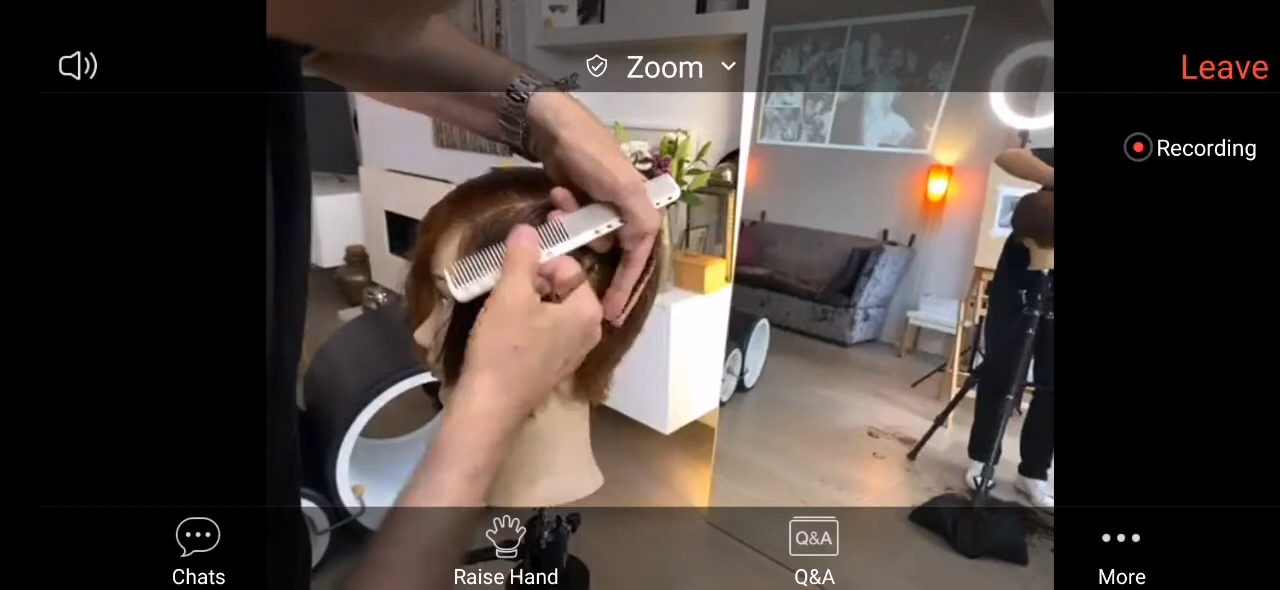 Zoom
Leave
Recording
Q&A
Chats
Raise Hand
Q&A
More